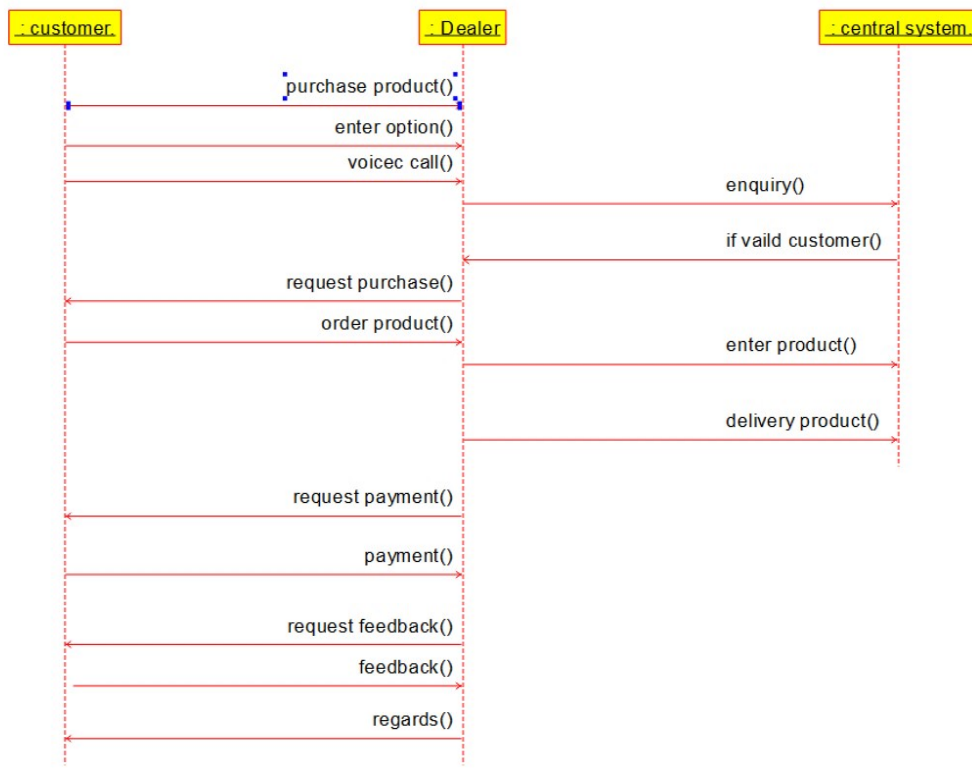 : customer.
: Dealer
: central system.
purchase product()
enter option()
voicec call()
enquiry()
if vaild customer()
request purchase()
order product()
enter product()
delivery product()
request payment()
payment()
request feedback()
feedback()
regards()